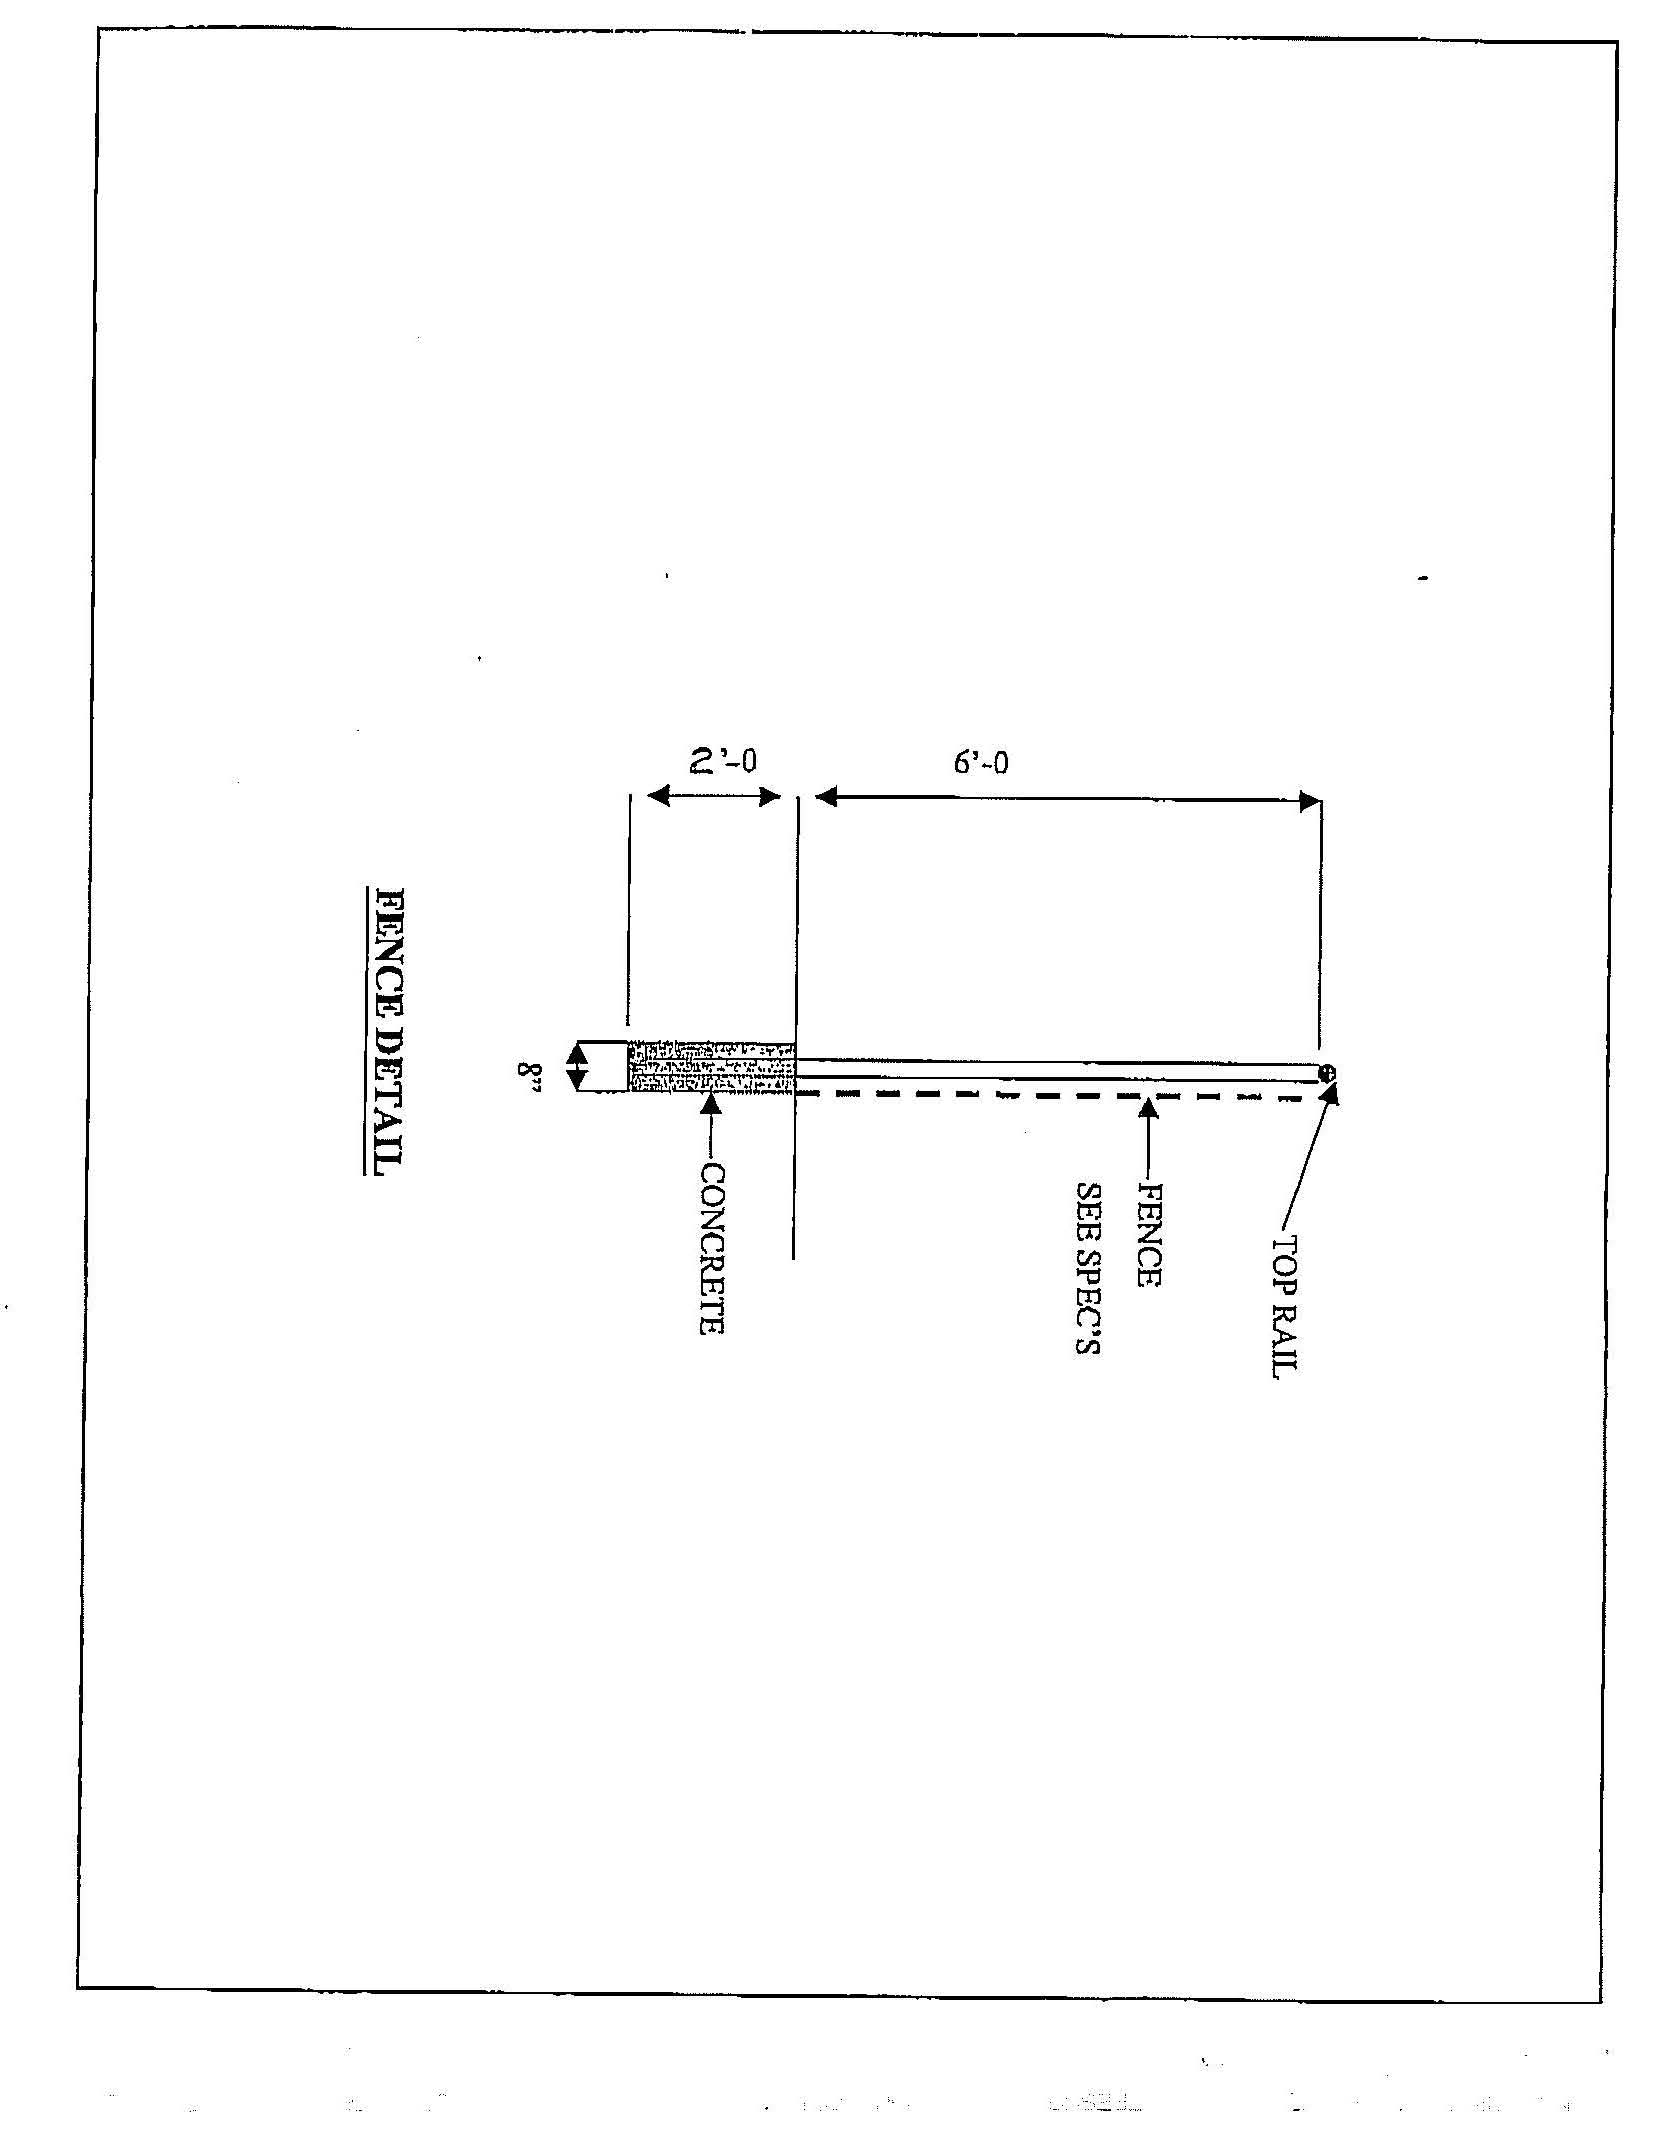 6'-0
2'-0
TOP RAIL
FENCE
SEE SPEC'S
CONCRETE
8"
FENCE DETAIL